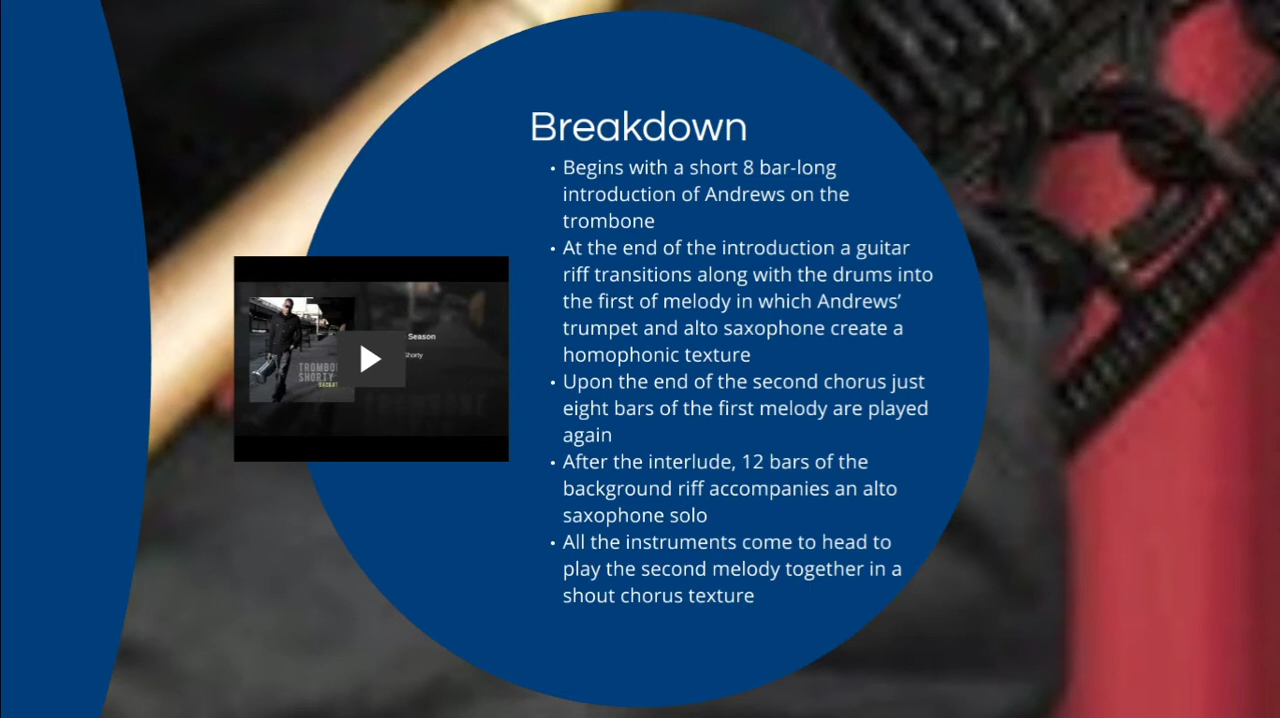 Breakdown
• Begins with a short 8 bar-long
introduction of Andrews on the
trombone
• At the end of the introduction a guitar
riff transitions along with the drums into
the first of melody in which Andrews’
trumpet and alto saxophone create a
homophonic texture
• Upon the end of the second chorus just
eight bars of the first melody are played
again
• After the interlude, 12 bars of the
background riff accompanies an alto
saxophone solo
• All the instruments come to head to
play the second melody together in a
shout chorus texture
Season
TROMBO
SHORTY